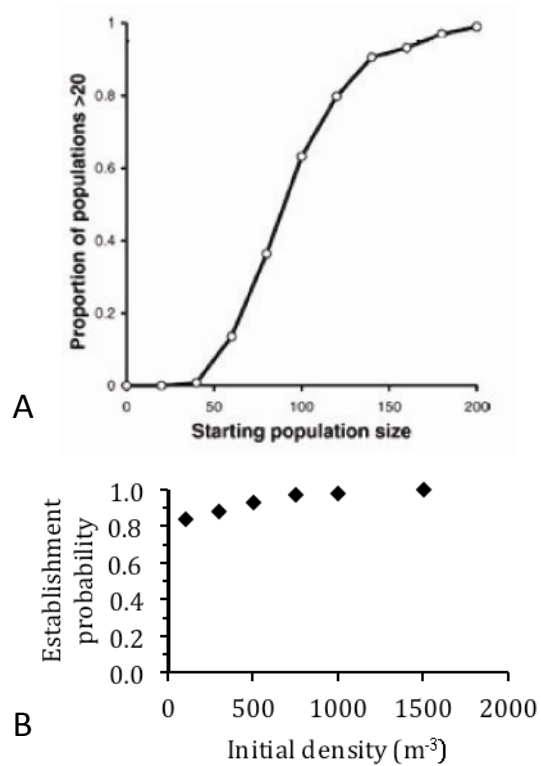 Proportion of populations >20
1
0.8
0.6
0.4
0.2
0
0 50 100 150 200
Starting population size
A
Establishment
probability
1.0
0.8
0.6
0.4
0.2
0.0
0 500 1000 1500 2000
Initial density (m-3)
B